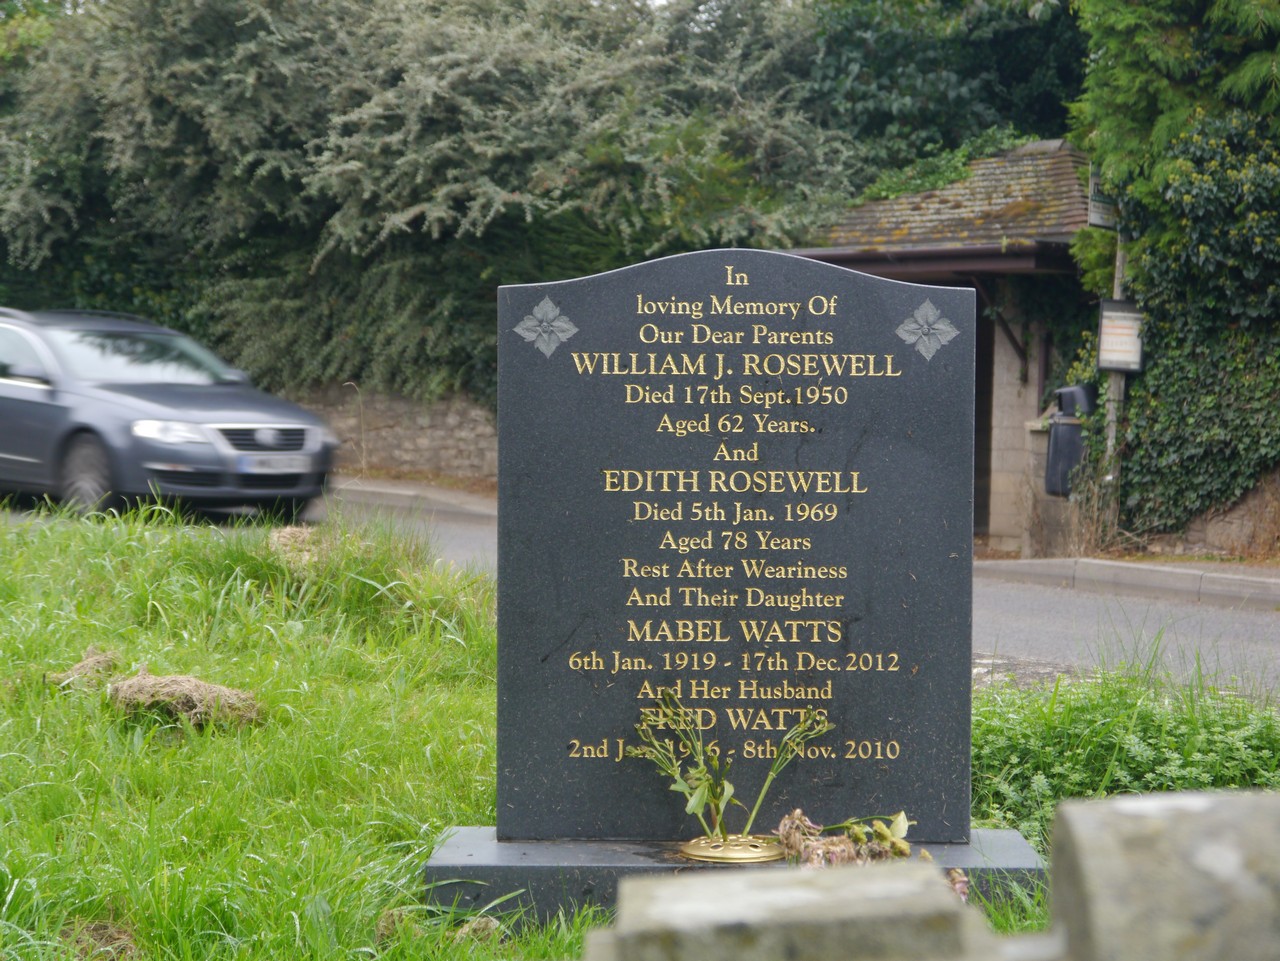 In
loving Memory Of
Our Dear Parents
WILLIAM J. ROSEWELL
Died 17th Sept.1950
Aged 62 Years.
And
EDITH ROSEWELL
Died 5th Jan. 1969
Aged 78 Years
Rest After Weariness
And Their Daughter
MABEL WATTS
6th Jan. 1919 - 17th Dec. 2012
And Her Husband
FRED WATTS
2nd 1916 - 8th Nov. 2010